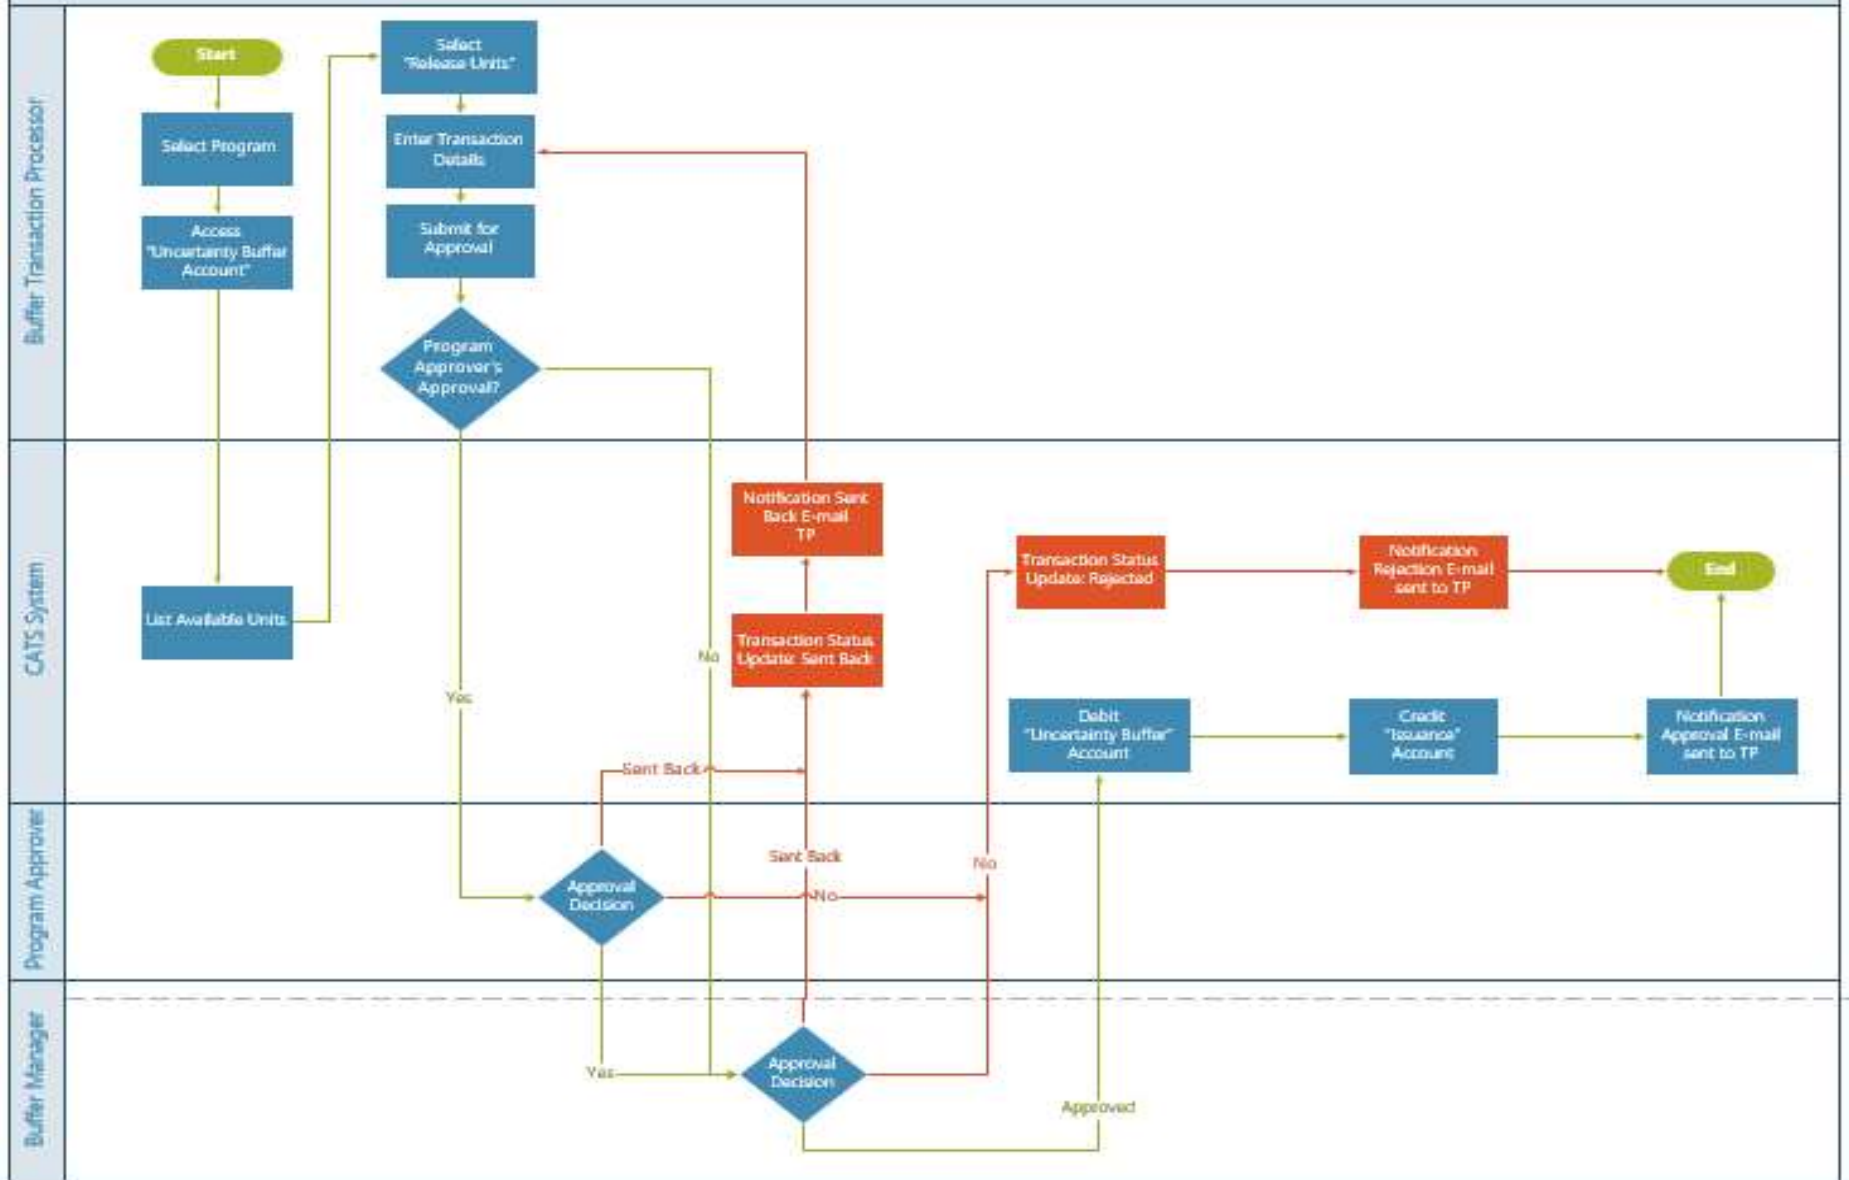 Buffer Transaction Processor
Start
Select Program
Access
"Uncertainty Buffer
Account"
Select
"Release Units"
Enter Transaction
Details
Submit for
Approval
Program
Approver's
Approval?
CATS System
List Available Units
Yes
No
Notification Sent
Back E-mail
TP
Transaction Status
Update: Sent Back
Sent Back
Transaction Status
Update: Rejected
Notification
Rejection E-mail
sent to TP
End
Debit
"Uncertainty Buffer"
Account
Credit
"Issuance"
Account
Notification
Approval E-mail
sent to TP
Program Approver
Approval
Decision
Sent Back
No
No
Buffer Manager
Yes
Approval
Decision
Approved